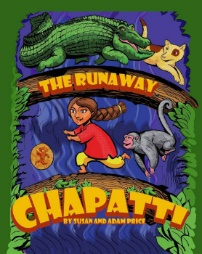 THE RUNAWAY
CHAPATTI
BY SUSAN AND ADAM PRICE